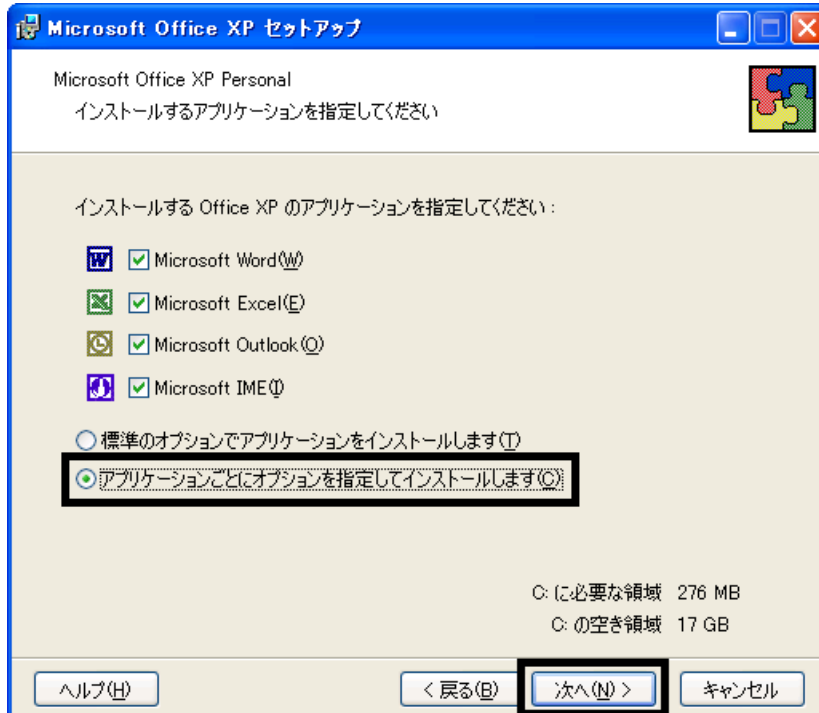 Microsoft Office XP セットアップ
Microsoft Office XP Personal
インストールするアプリケーションを指定してください
インストールする Office XP のアプリケーションを指定してください :
Microsoft Word(W)
Microsoft Excel(E)
Microsoft Outlook(O)
Microsoft IME(I)
標準のオプションでアプリケーションをインストールします(T)
アプリケーションごとにオプションを指定してインストールします(C)
C: に必要な領域 276 MB
C: の空き領域 17 GB
ヘルプ(H) < 戻る(B) 次へ(N) > キャンセル